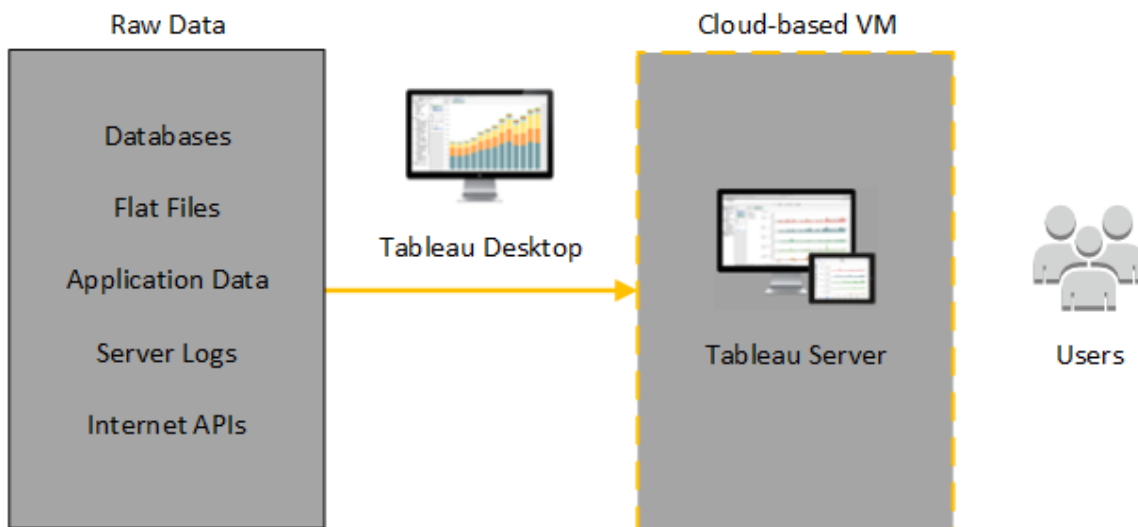 Raw Data
Databases
Flat Files
Application Data
Server Logs
Internet APIs
Tableau Desktop
Cloud-based VM
Tableau Server
Users